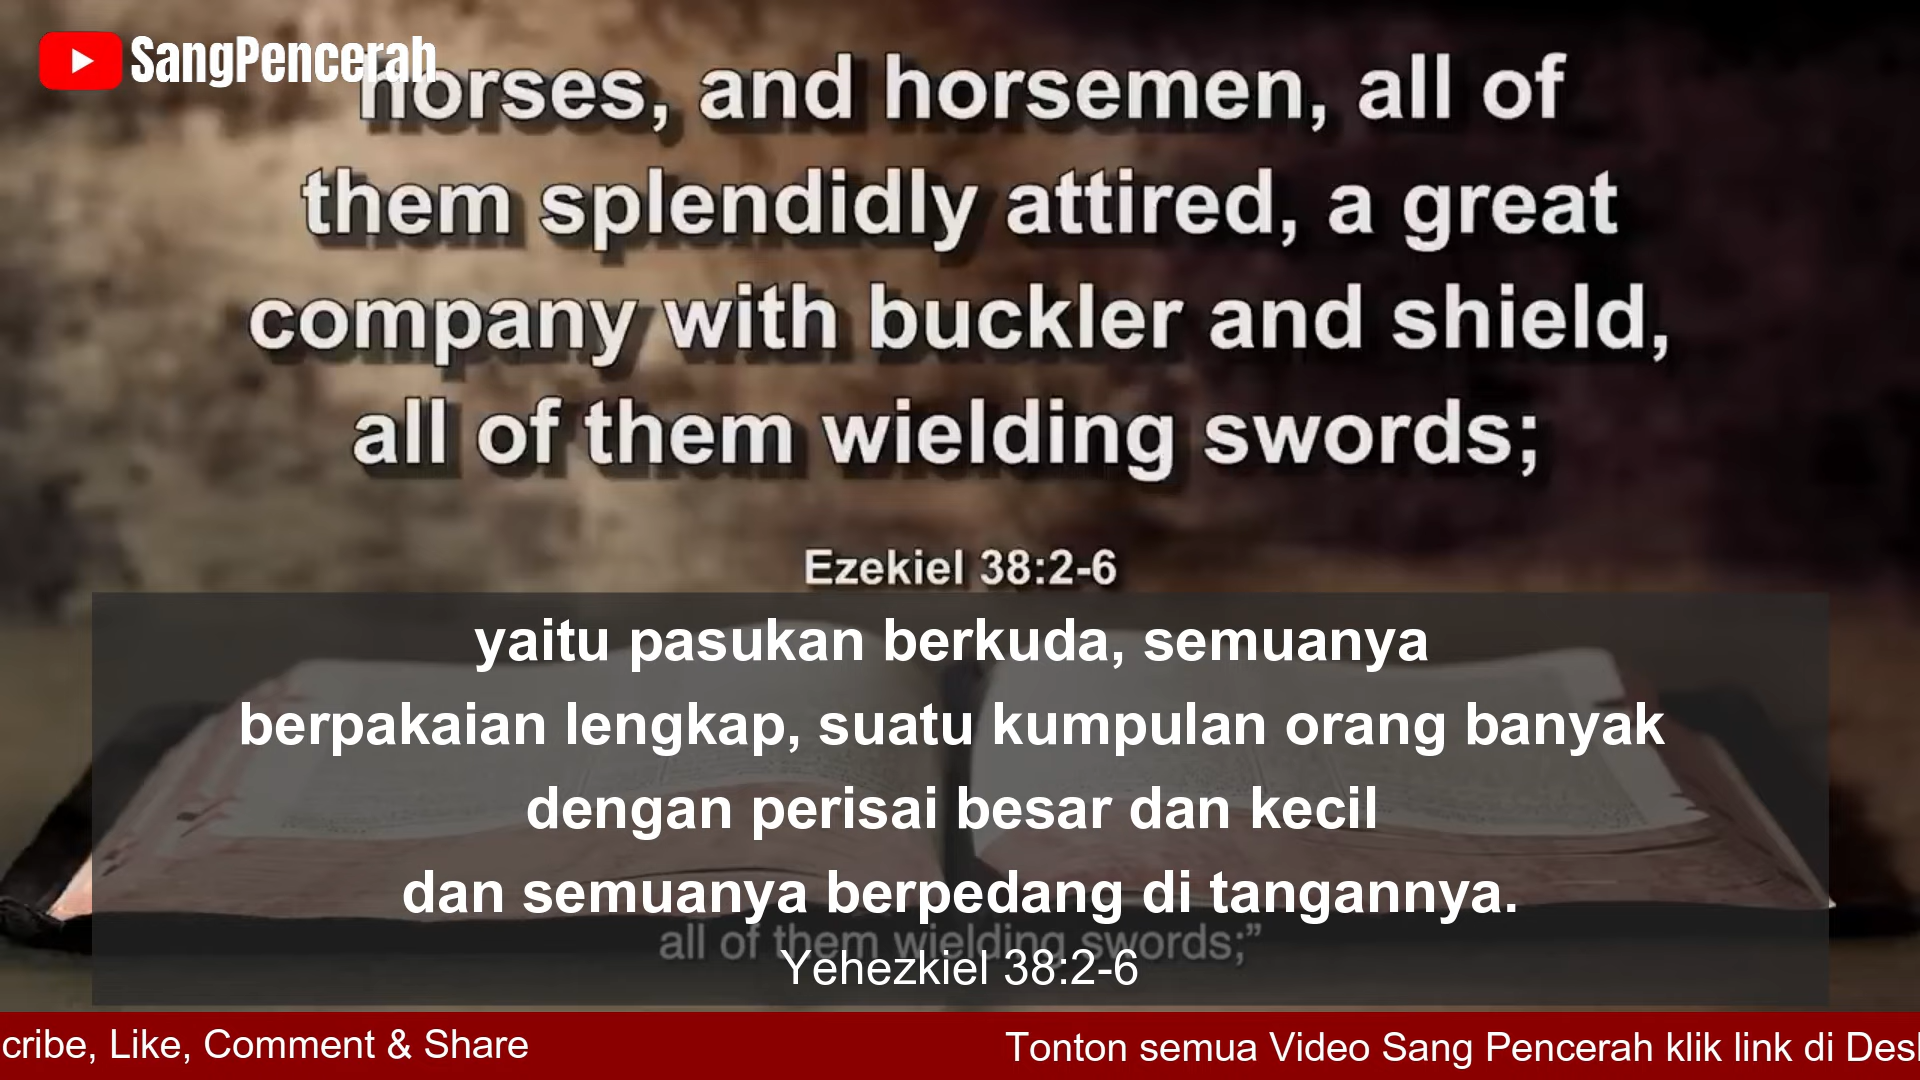 SangPencerah
horses, and horsemen, all of
them splendidly attired, a great
company with buckler and shield,
all of them wielding swords;
Ezekiel 38:2-6
yaitu pasukan berkuda, semuanya
berpakaian lengkap, suatu kumpulan orang banyak
dengan perisai besar dan kecil
dan semuanya berpedang di tangannya.
all of them wielding swords;”
Yehezkiel 38:2-6
cribe, Like, Comment & Share
Tonton semua Video Sang Pencerah klik link di Des